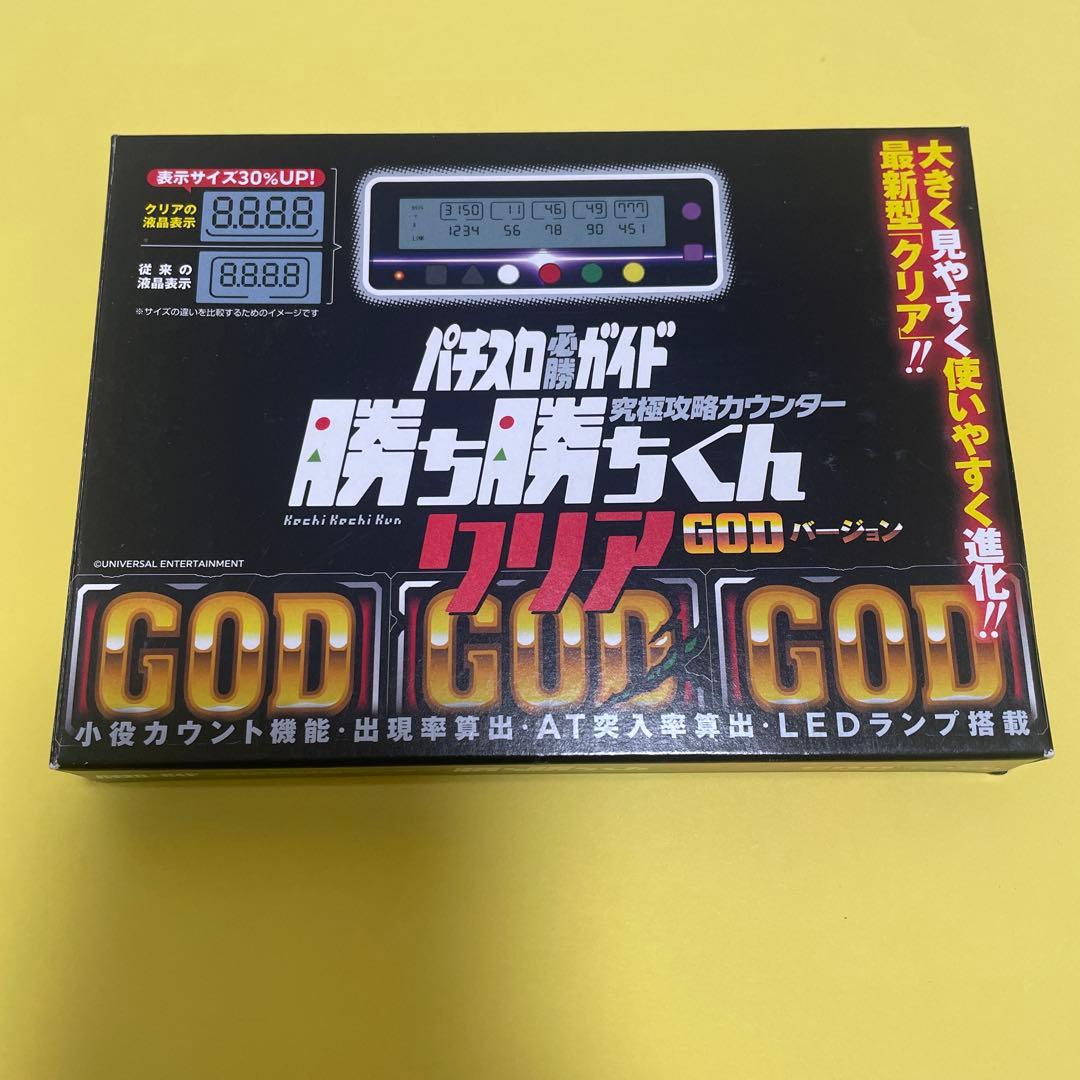 表示サイズ30%UP!
クリアの
液晶表示
8.8.8.8
従来の
液晶表示
8.8.8.8
※サイズの違いを比較するためのイメージです
3150 11 46 49 777
1234 56 78 90 451
大きく見やすく使いやすく進化!!
最新型「クリア」!!
パチスロ必勝ガイド
究極攻略カウンター
勝ち勝ちくん
Kachi Kachi Kun
クリア GODバージョン
©UNIVERSAL ENTERTAINMENT
GOD GOD GOD
小役カウント機能・出現率算出・AT突入率算出・LEDランプ搭載